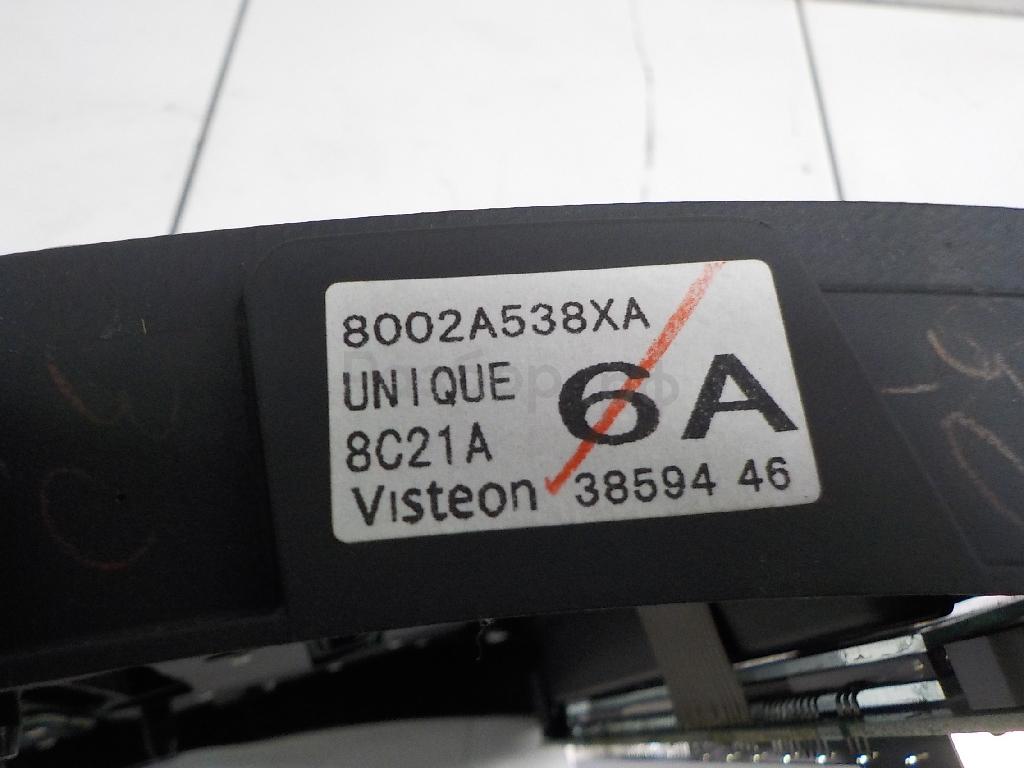 8002A538XA
UNIQUE 6A
8C21A
Visteon 38594 46